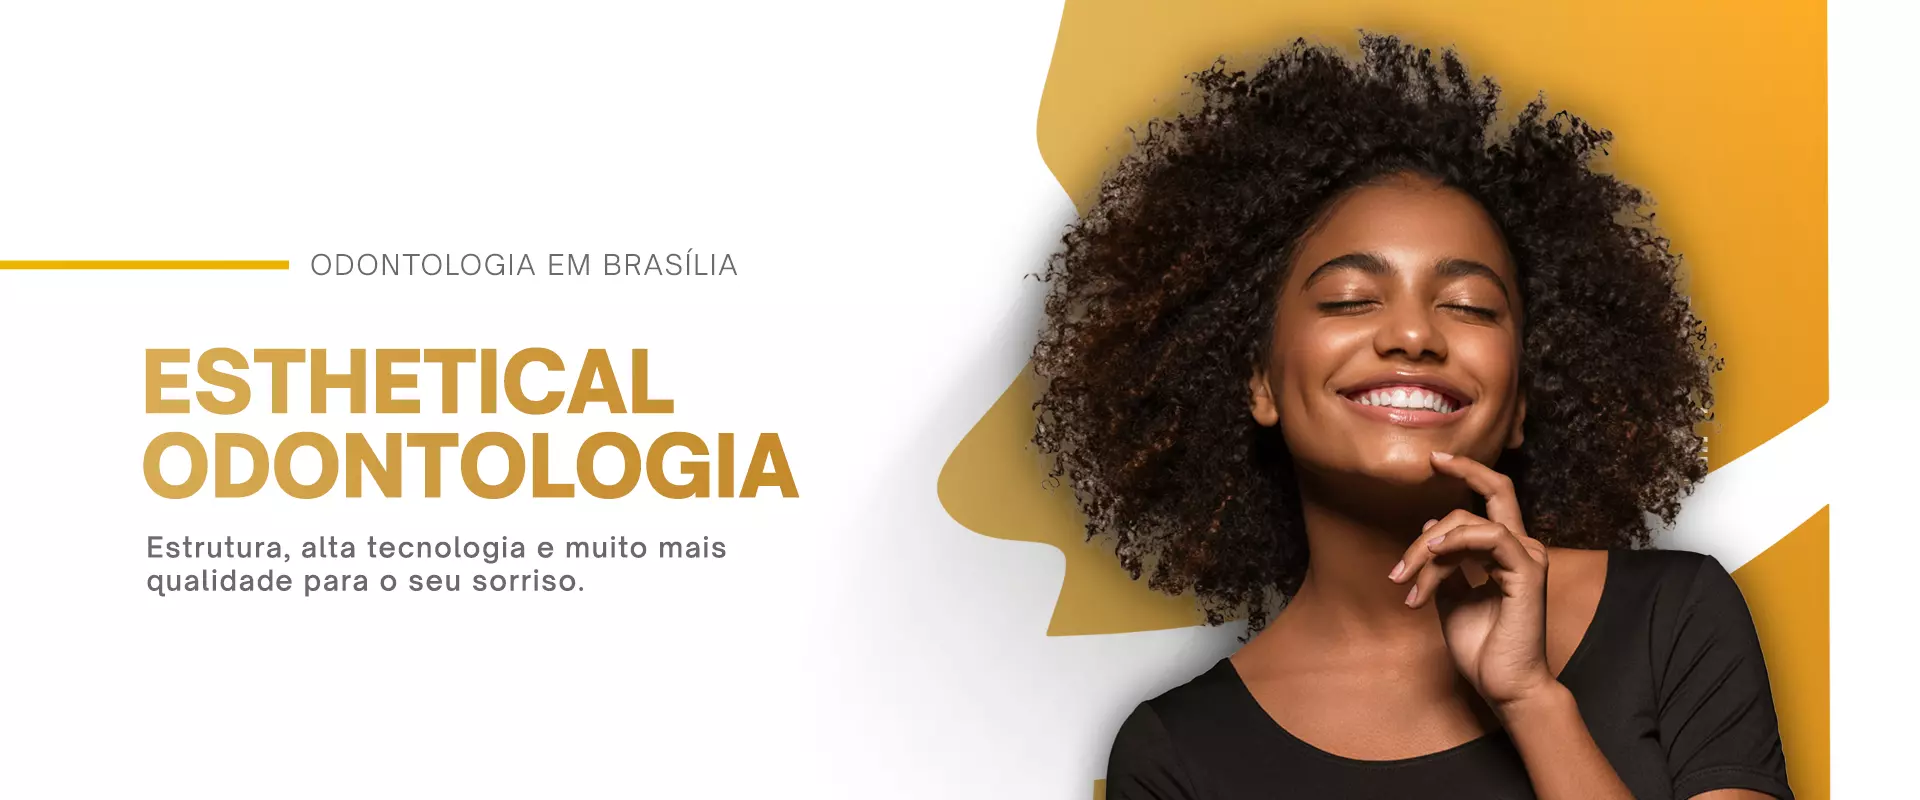 ODONTOLOGIA EM BRASÍLIA
ESTHETICAL
ODONTOLOGIA
Estrutura, alta tecnologia e muito mais
qualidade para o seu sorriso.